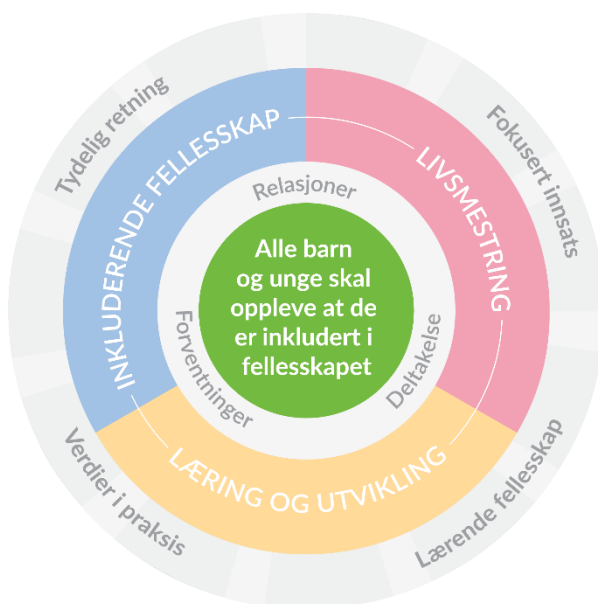 Tydelig retning
Fokusert innsats
INKLUDERENDE FELLESSKAP
LIVSMESTRING
Relasjoner
Alle barn
og unge skal
oppleve at de
er inkludert i
fellesskapet
Forventninger
Deltakelse
LÆRING OG UTVIKLING
Verdier i praksis
Lærende fellesskap